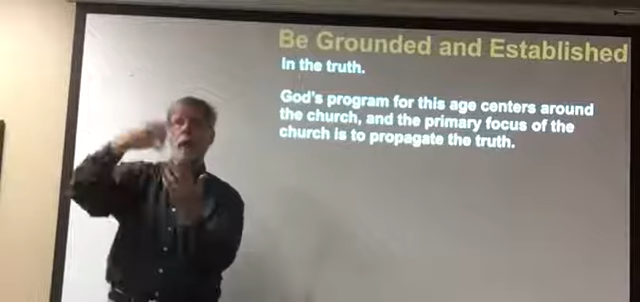 Be Grounded and Established
In the truth.
God's program for this age centers around
the church, and the primary focus of the
church is to propagate the truth.